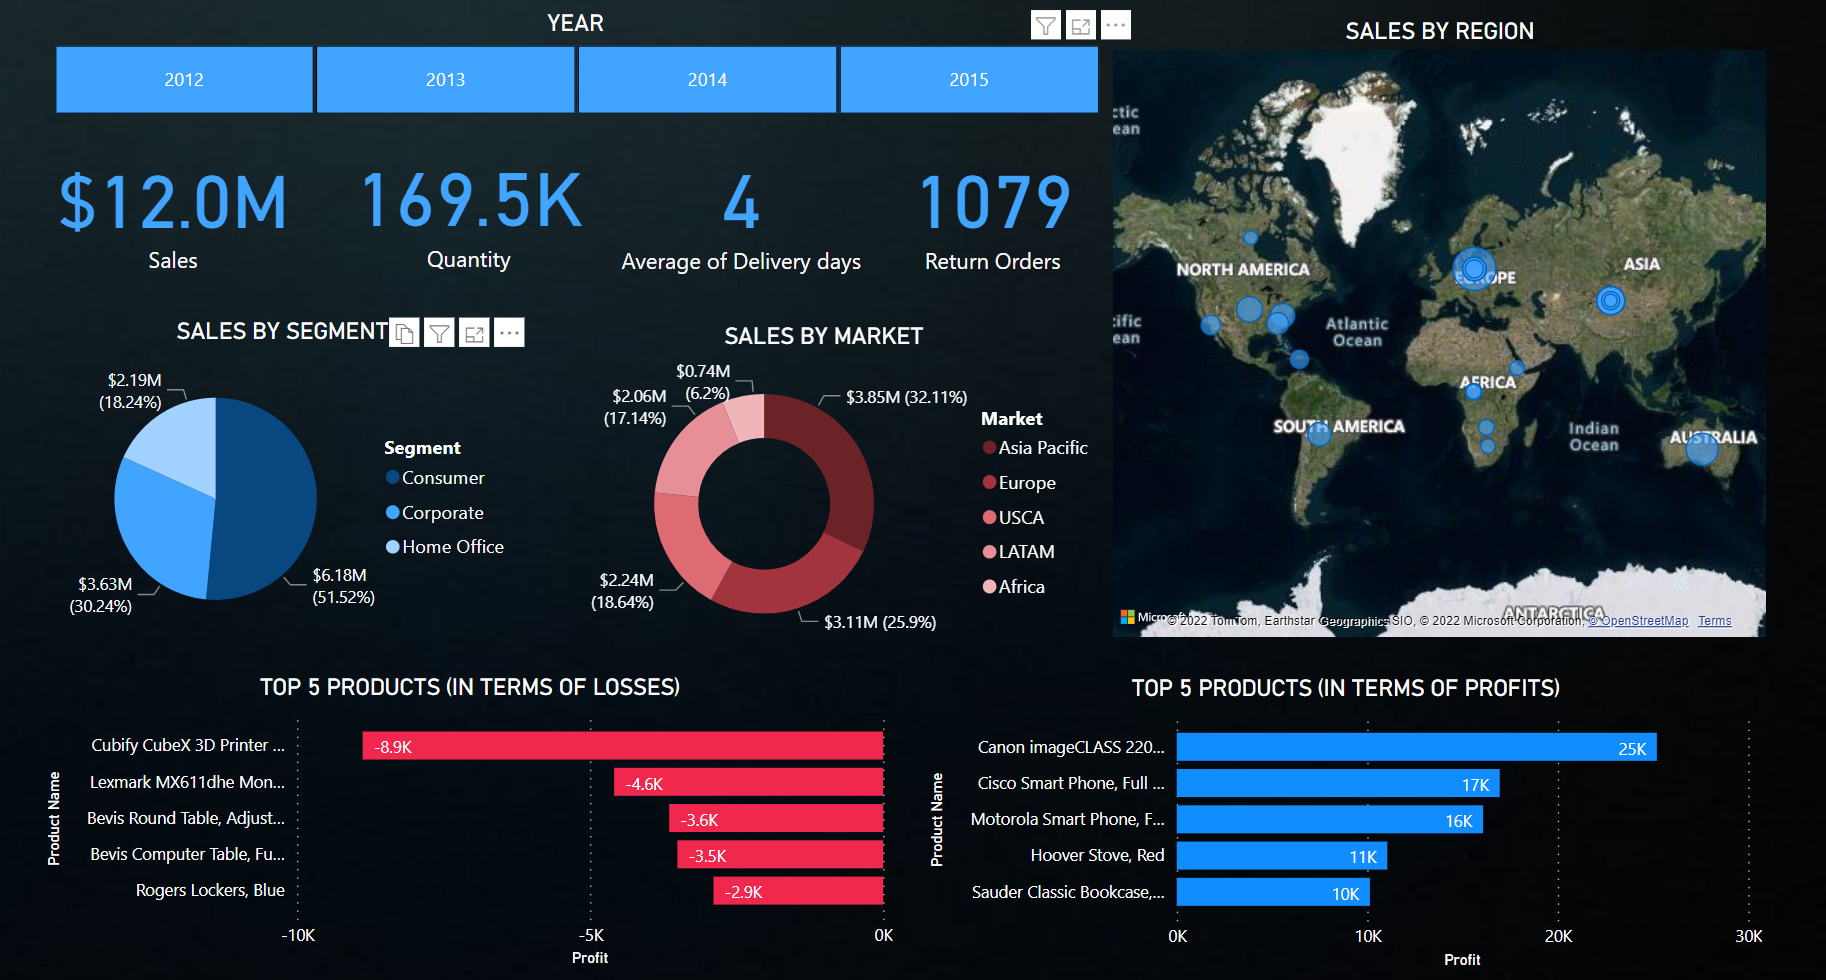 YEAR
2012
2013
2014
2015
$12.0M
Sales
169.5K
Quantity
4
Average of Delivery days
1079
Return Orders
SALES BY SEGMENT
$2.19M
(18.24%)
$3.63M
(30.24%)
$6.18M
(51.52%)
Segment
Consumer
Corporate
Home Office
SALES BY MARKET
$0.74M
(6.2%)
$2.06M
(17.14%)
$3.85M (32.11%)
$2.24M
(18.64%)
$3.11M (25.9%)
Market
Asia Pacific
Europe
USCA
LATAM
Africa
SALES BY REGION
ctic
ean
NORTH AMERICA
EUROPE
ASIA
ific
ean
Atlantic
Ocean
AFRICA
SOUTH AMERICA
Indian
Ocean
AUSTRALIA
ANTARCTICA
© 2022 TomTom, Earthstar Geographics SIO, © 2022 Microsoft Corporation, © OpenStreetMap Terms
TOP 5 PRODUCTS (IN TERMS OF LOSSES)
Product Name
Cubify CubeX 3D Printer ...
-8.9K
Lexmark MX611dhe Mon...
-4.6K
Bevis Round Table, Adjust...
-3.6K
Bevis Computer Table, Fu...
-3.5K
Rogers Lockers, Blue
-2.9K
-10K
-5K
0K
Profit
TOP 5 PRODUCTS (IN TERMS OF PROFITS)
Product Name
Canon imageCLASS 220...
25K
Cisco Smart Phone, Full ...
17K
Motorola Smart Phone, F...
16K
Hoover Stove, Red
11K
Sauder Classic Bookcase,...
10K
0K
10K
20K
30K
Profit